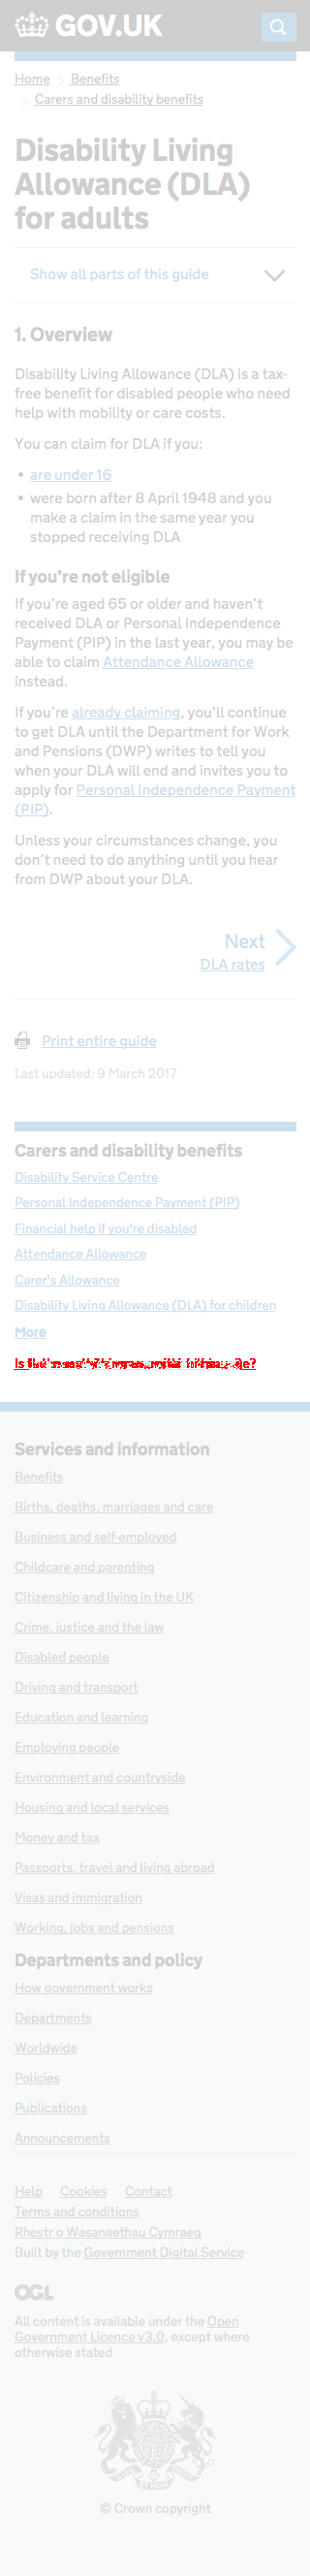 GOV.UK
Home
Benefits
Carers and disability benefits
Disability Living
Allowance (DLA)
for adults
Show all parts of this guide
1. Overview
Disability Living Allowance (DLA) is a tax-
free benefit for disabled people who need
help with mobility or care costs.
You can claim for DLA if you:
• are under 16
• were born after 8 April 1948 and you
make a claim in the same year you
stopped receiving DLA
If you’re not eligible
If you’re aged 65 or older and haven’t
received DLA or Personal Independence
Payment (PIP) in the last year, you may be
able to claim Attendance Allowance
instead.
If you’re already claiming, you’ll continue
to get DLA until the Department for Work
and Pensions (DWP) writes to tell you
when your DLA will end and invites you to
apply for Personal Independence Payment
(PIP).
Unless your circumstances change, you
don’t need to do anything until you hear
from DWP about your DLA.
Next
DLA rates
Print entire guide
Last updated: 9 March 2017
Carers and disability benefits
Disability Service Centre
Personal Independence Payment (PIP)
Financial help if you're disabled
Attendance Allowance
Carer's Allowance
Disability Living Allowance (DLA) for children
More
Is
Services and information
Benefits
Births, deaths, marriages and care
Business and self-employed
Childcare and parenting
Citizenship and living in the UK
Crime, justice and the law
Disabled people
Driving and transport
Education and learning
Employing people
Environment and countryside
Housing and local services
Money and tax
Passports, travel and living abroad
Visas and immigration
Working, jobs and pensions
Departments and policy
How government works
Departments
Worldwide
Policies
Publications
Announcements
Help Cookies Contact
Terms and conditions
Rhestr o Wasanaethau Cymraeg
Built by the Government Digital Service
OGL
All content is available under the Open
Government Licence v3.0, except where
otherwise stated
© Crown copyright